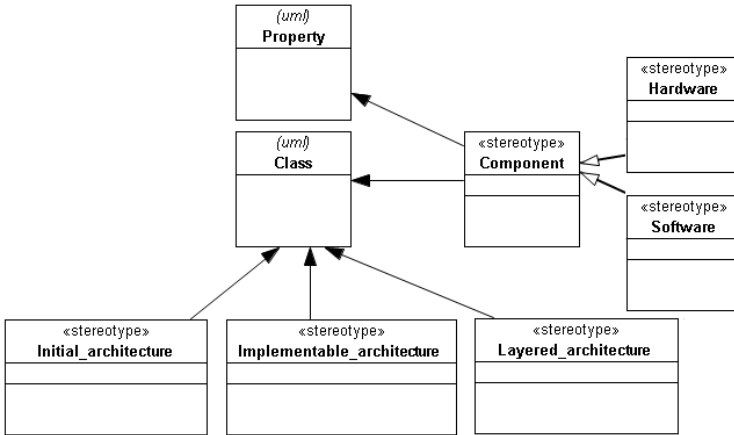 (uml)
Property
«stereotype»
Hardware
(uml)
Class
«stereotype»
Component
«stereotype»
Software
«stereotype»
Initial_architecture
«stereotype»
Implementable_architecture
«stereotype»
Layered_architecture